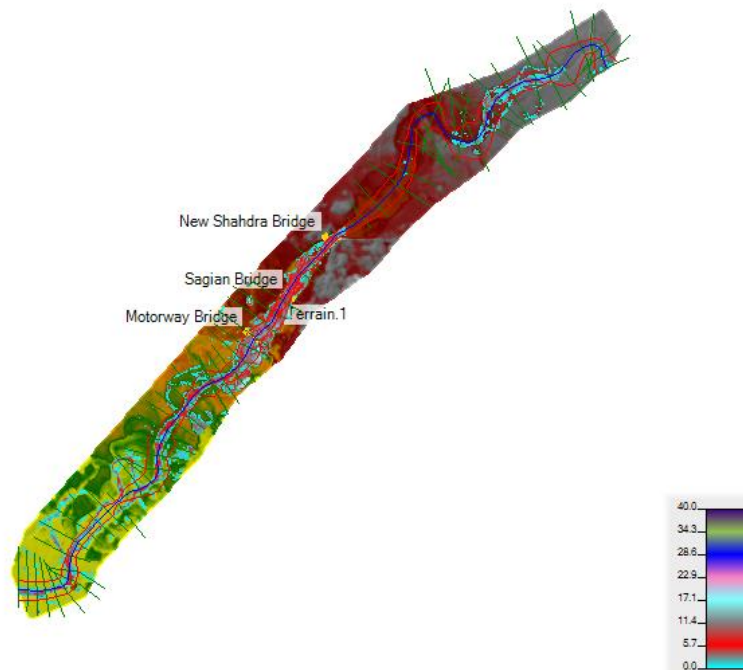 New Shahdra Bridge
Sagian Bridge
Motorway Bridge
Terrain.1
40.0
34.3
28.6
22.9
17.1
11.4
5.7
0.0